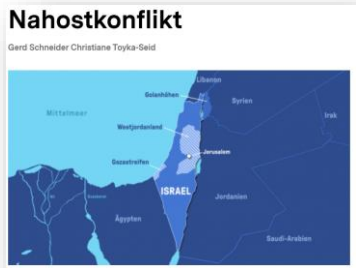 Nahostkonflikt
Gerd Schneider Christiane Toyka-Seid
Libanon
Golanhöhen
Syrien
Mittelmeer
Irak
Westjordanland
Jerusalem
Gazastreifen
ISRAEL
Jordanien
Ägypten
Saudi-Arabien